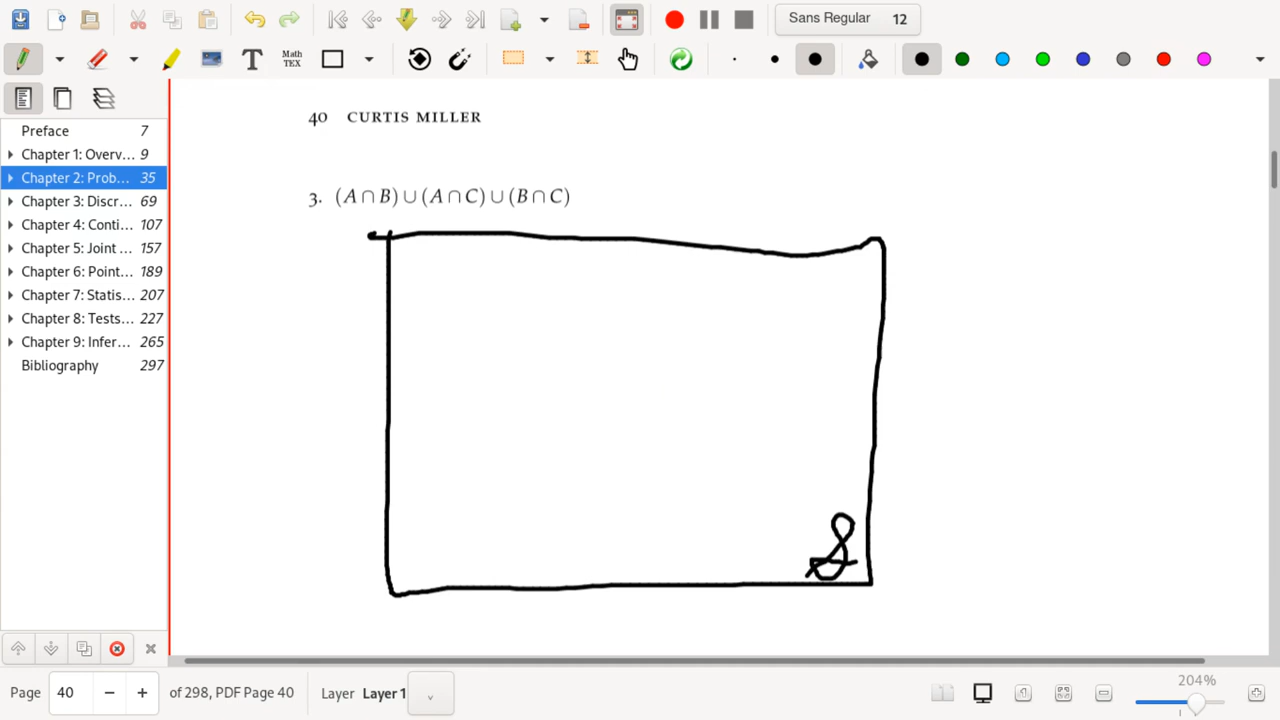 Sans Regular 12
T Math TEX
Preface 7
Chapter 1: Overv... 9
Chapter 2: Prob... 35
Chapter 3: Discr... 69
Chapter 4: Conti... 107
Chapter 5: Joint ... 157
Chapter 6: Point... 189
Chapter 7: Statis... 207
Chapter 8: Tests... 227
Chapter 9: Infer... 265
Bibliography 297
40 CURTIS MILLER
3. (A ∩ B) ∪ (A ∩ C) ∪ (B ∩ C)
S
Page 40 of 298, PDF Page 40 Layer Layer 1 204%